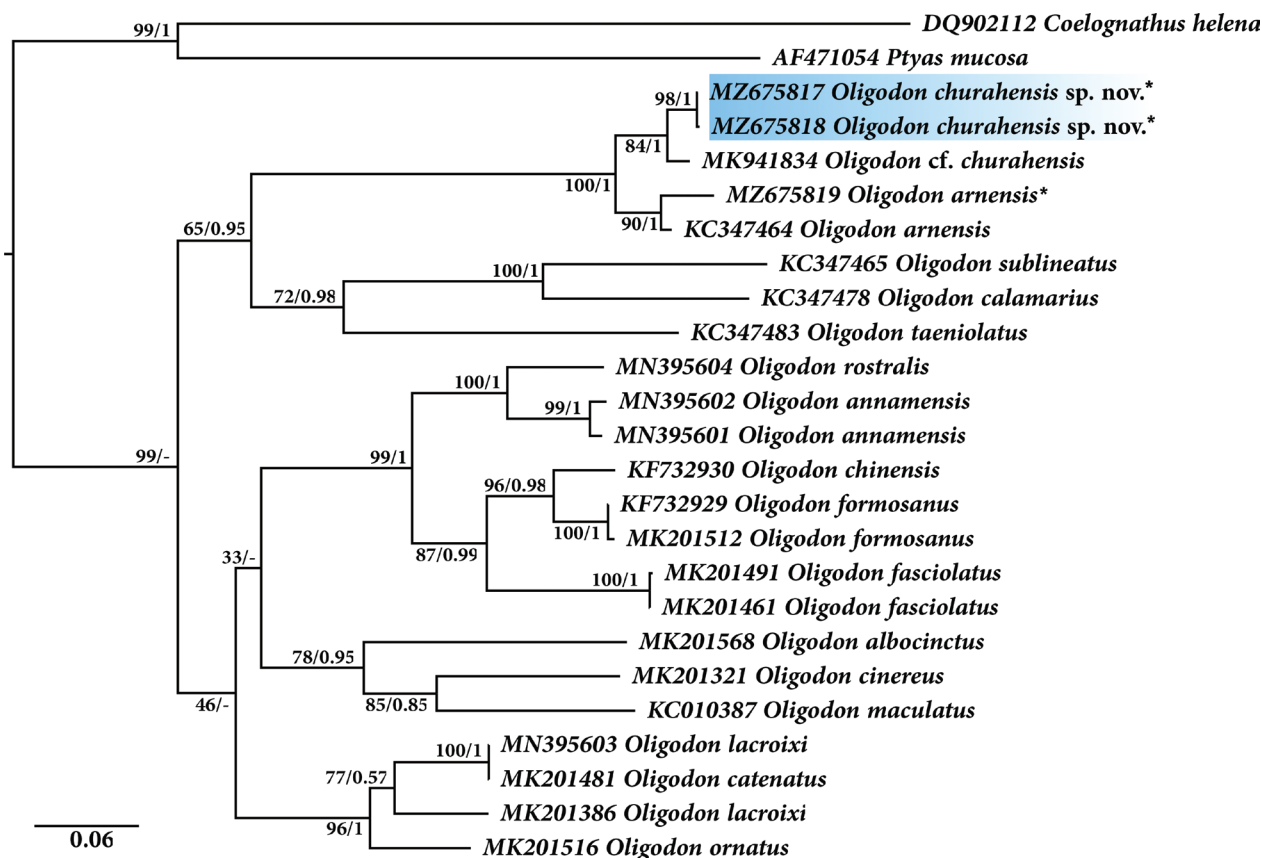 99/1
DQ902112 Coelognathus helena
AF471054 Ptyas mucosa
98/1
MZ675817 Oligodon churahensis sp. nov.*
MZ675818 Oligodon churahensis sp. nov.*
84/1
MK941834 Oligodon cf. churahensis
100/1
MZ675819 Oligodon arnensis*
90/1
KC347464 Oligodon arnensis
65/0.95
100/1
KC347465 Oligodon sublineatus
72/0.98
KC347478 Oligodon calamarius
KC347483 Oligodon taeniolatus
MN395604 Oligodon rostralis
100/1
99/1
MN395602 Oligodon annamensis
MN395601 Oligodon annamensis
99/-
99/1
KF732930 Oligodon chinensis
96/0.98
KF732929 Oligodon formosanus
100/1
MK201512 Oligodon formosanus
33/-
87/0.99
100/1
MK201491 Oligodon fasciolatus
MK201461 Oligodon fasciolatus
MK201568 Oligodon albocinctus
78/0.95
MK201321 Oligodon cinereus
46/-
85/0.85
KC010387 Oligodon maculatus
100/1
MN395603 Oligodon lacroixi
77/0.57
MK201481 Oligodon catenatus
MK201386 Oligodon lacroixi
96/1
0.06
MK201516 Oligodon ornatus